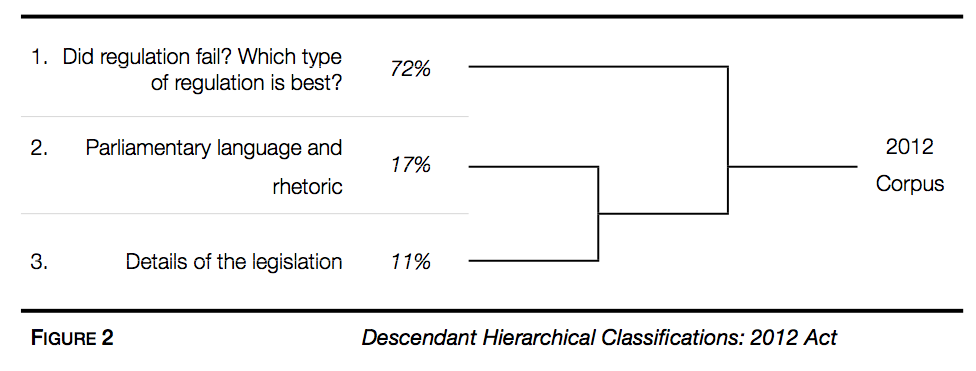 1. Did regulation fail? Which type 72%
of regulation is best?
2. Parliamentary language and 17%
rhetoric
3. Details of the legislation 11%
2012
Corpus
FIGURE 2 Descendant Hierarchical Classifications: 2012 Act